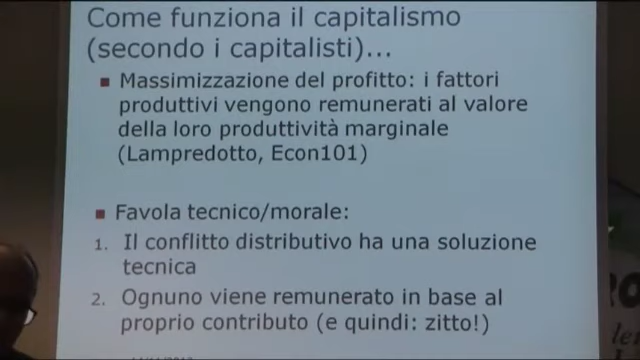 Come funziona il capitalismo
(secondo i capitalisti)...
Massimizzazione del profitto: i fattori
produttivi vengono remunerati al valore
della loro produttività marginale
(Lampredotto, Econ101)
Favola tecnico/morale:
1. Il conflitto distributivo ha una soluzione
tecnica
2. Ognuno viene remunerato in base al
proprio contributo (e quindi: zitto!)